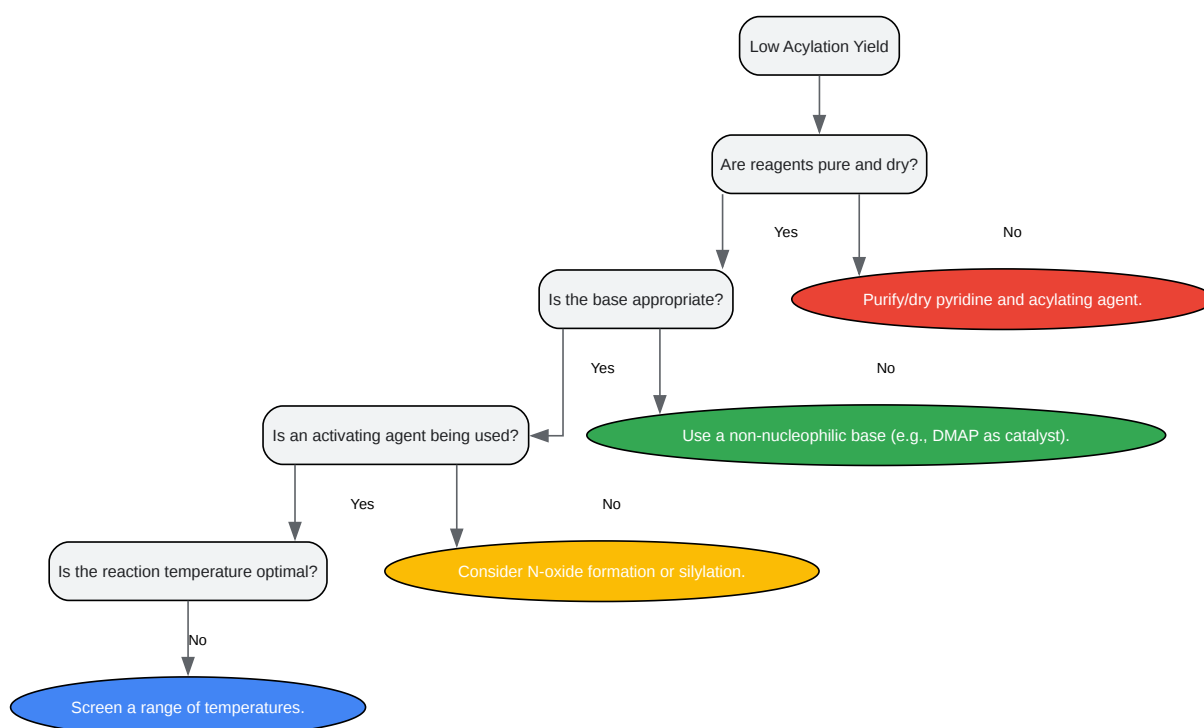 Low Acylation Yield
Are reagents pure and dry?
Yes
No
Is the base appropriate?
Purify/dry pyridine and acylating agent.
Yes
No
Is an activating agent being used?
Use a non-nucleophilic base (e.g., DMAP as catalyst).
Yes
No
Is the reaction temperature optimal?
Consider N-oxide formation or silylation.
No
Screen a range of temperatures.